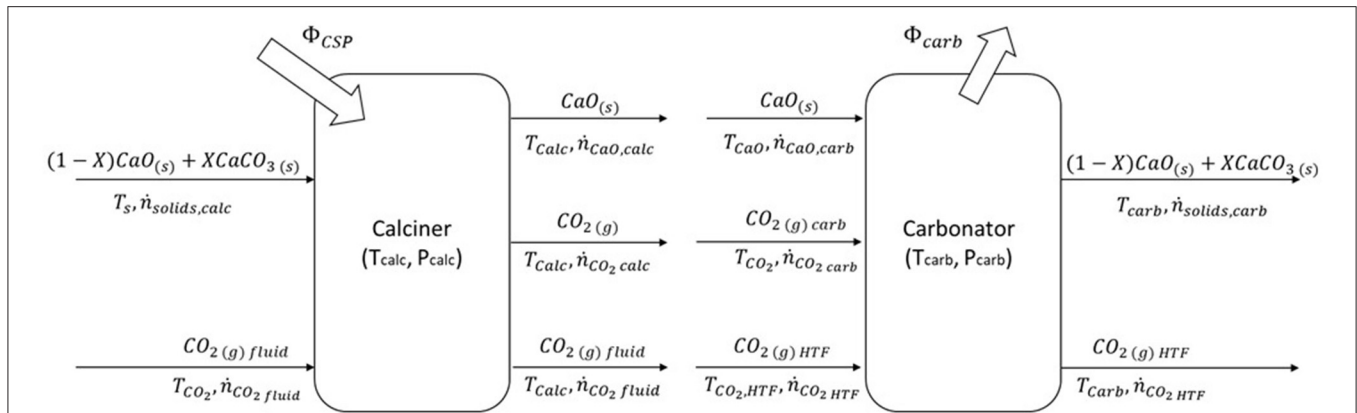 Φ_CSP
Φ_carb
CaO_(s)
T_Calc, ṅ_CaO,calc
CaO_(s)
T_CaO, ṅ_CaO,carb
(1 − X)CaO_(s) + XCaCO_3 (s)
T_s, ṅ_solids,calc
(1 − X)CaO_(s) + XCaCO_3 (s)
T_carb, ṅ_solids,carb
Calciner
(T_calc, P_calc)
CO_2 (g)
T_Calc, ṅ_CO_2 calc
CO_2 (g) carb
T_CO_2, ṅ_CO_2 carb
Carbonator
(T_carb, P_carb)
CO_2 (g) fluid
T_CO_2, ṅ_CO_2 fluid
CO_2 (g) fluid
T_Calc, ṅ_CO_2 fluid
CO_2 (g) HTF
T_CO_2,HTF, ṅ_CO_2 HTF
CO_2 (g) HTF
T_Carb, ṅ_CO_2 HTF